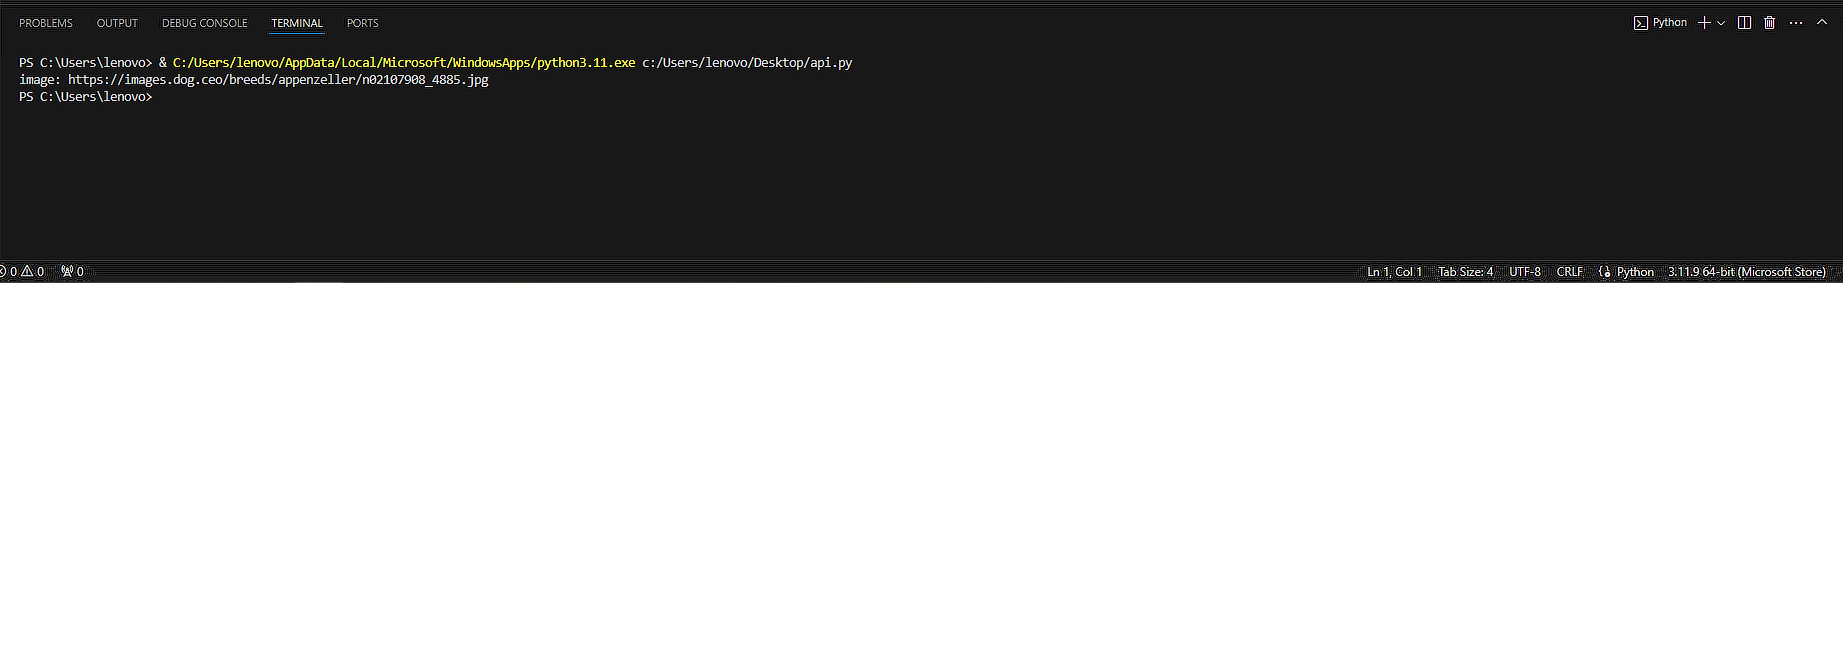 PROBLEMS OUTPUT DEBUG CONSOLE TERMINAL PORTS Python
PS C:\Users\lenovo> & C:/Users/lenovo/AppData/Local/Microsoft/WindowsApps/python3.11.exe c:/Users/lenovo/Desktop/api.py
image: https://images.dog.ceo/breeds/appenzeller/n02107908_4885.jpg
PS C:\Users\lenovo>
0 0 0 Ln 1, Col 1 Tab Size: 4 UTF-8 CRLF Python 3.11.9 64-bit (Microsoft Store)